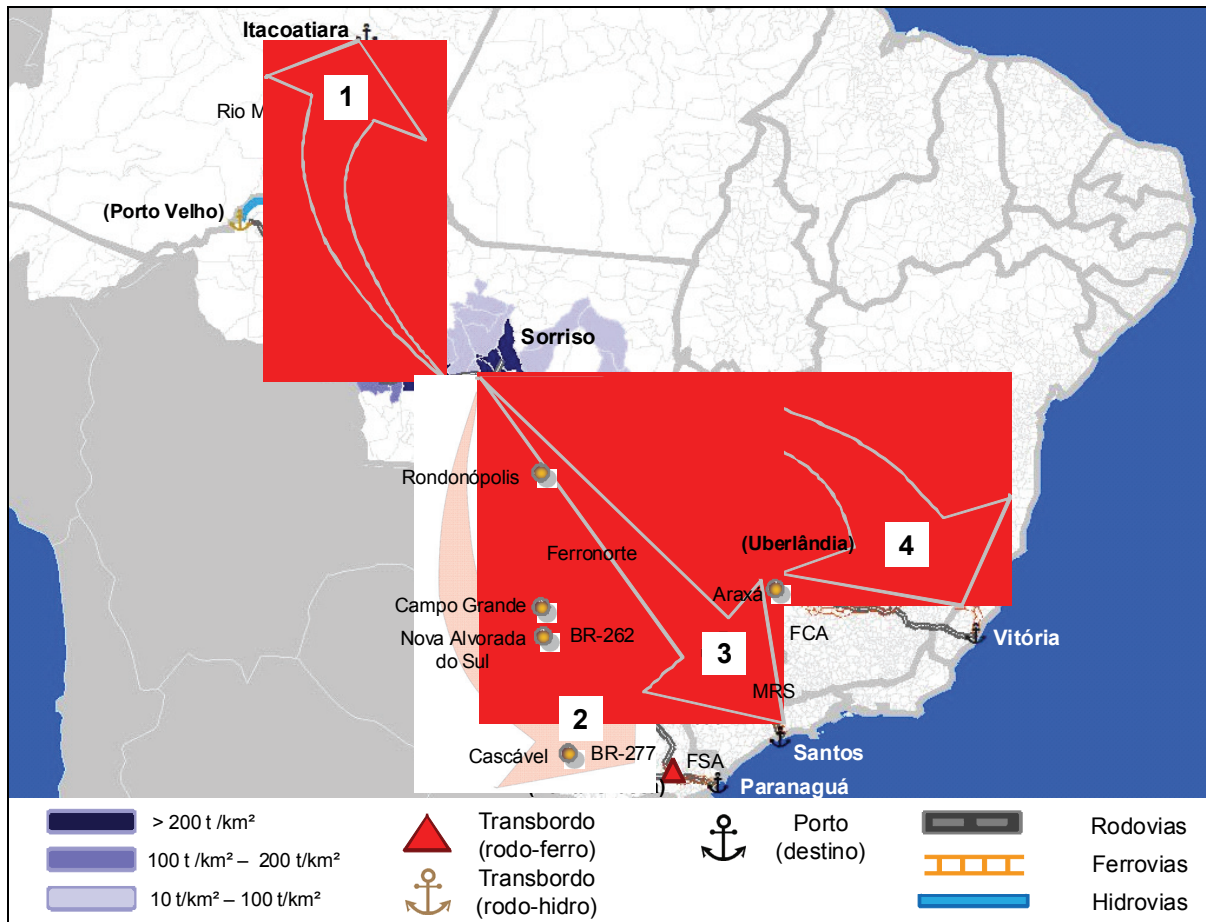 Itacoatiara
1
Rio M
(Porto Velho)
Sorriso
Rondonópolis
Ferronorte
(Uberlândia)
4
Araxá
Campo Grande
Nova Alvorada
do Sul
BR-262
FCA
Vitória
3
MRS
2
Santos
Cascável
BR-277
FSA
Paranaguá
> 200 t /km²
100 t /km² – 200 t/km²
10 t/km² – 100 t/km²
Transbordo
(rodo-ferro)
Transbordo
(rodo-hidro)
Porto
(destino)
Rodovias
Ferrovias
Hidrovias